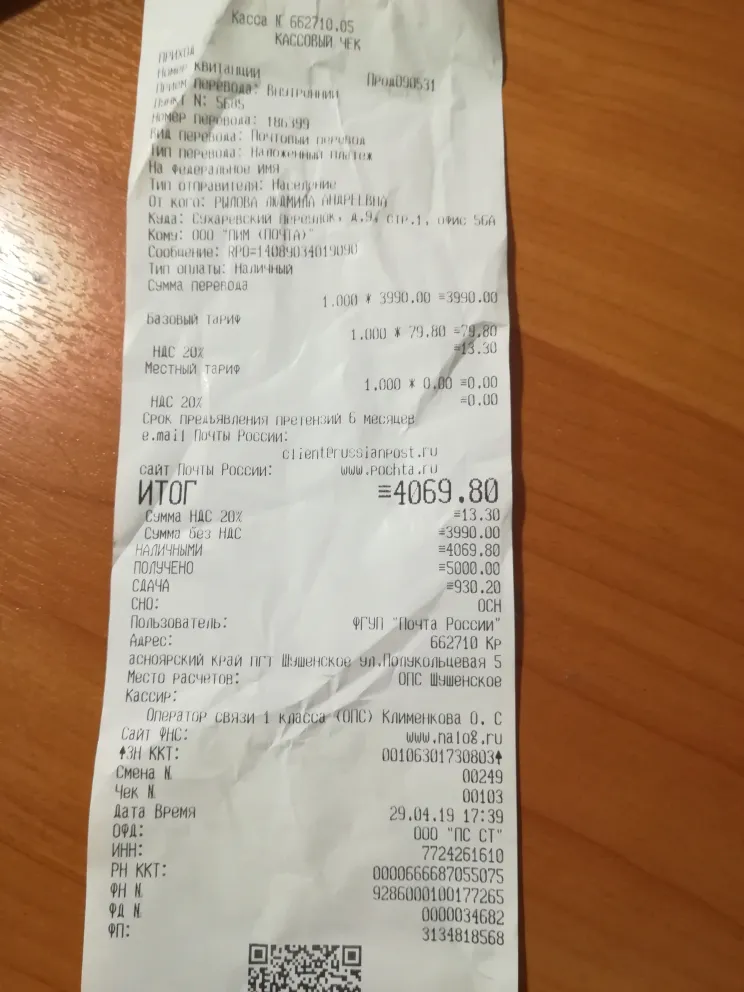 Касса № 662710.05
КАССОВЫЙ ЧЕК
ПРИХОД
Номер квитанции Прод090531
Прием перевода: Внутренний
Пункт N: 5685
Номер перевода: 186399
Вид перевода: Почтовый перевод
Тип перевода: Наложенный платеж
На Федеральное имя
Тип отправителя: Население
От кого: РЫЛОВА ЛЮДМИЛА АНДРЕЕВНА
Куда: Сухаревский переулок, д.9, стр.1, офис 56А
Кому: ООО "ПИМ (ПОЧТА)"
Сообщение: RPO=14089034019090
Тип оплаты: Наличный
Сумма перевода
1.000 * 3990.00 ≡3990.00
Базовый тариф
1.000 * 79.80 ≡79.80
НДС 20% ≡13.30
Местный тариф
1.000 * 0.00 ≡0.00
НДС 20% ≡0.00
Срок предъявления претензий 6 месяцев
e.mail Почты России:
client@russianpost.ru
сайт Почты России: www.pochta.ru
ИТОГ ≡4069.80
Сумма НДС 20% ≡13.30
Сумма без НДС ≡3990.00
НАЛИЧНЫМИ ≡4069.80
ПОЛУЧЕНО ≡5000.00
СДАЧА ≡930.20
СНО: ОСН
Пользователь: ФГУП "Почта России"
Адрес: 662710 Кр
асноярский край пгт Шушенское ул.Полукольцевая 5
Место расчетов: ОПС Шушенское
Кассир:
Оператор связи 1 класса (ОПС) Клименкова О. С
Сайт ФНС: www.nalog.ru
ЗН ККТ: 00106301730803
Смена № 00249
Чек № 00103
Дата Время 29.04.19 17:39
ОФД: ООО "ПС СТ"
ИНН: 7724261610
РН ККТ: 0000666687055075
ФН № 9286000100177265
ФД № 0000034682
ФП: 3134818568